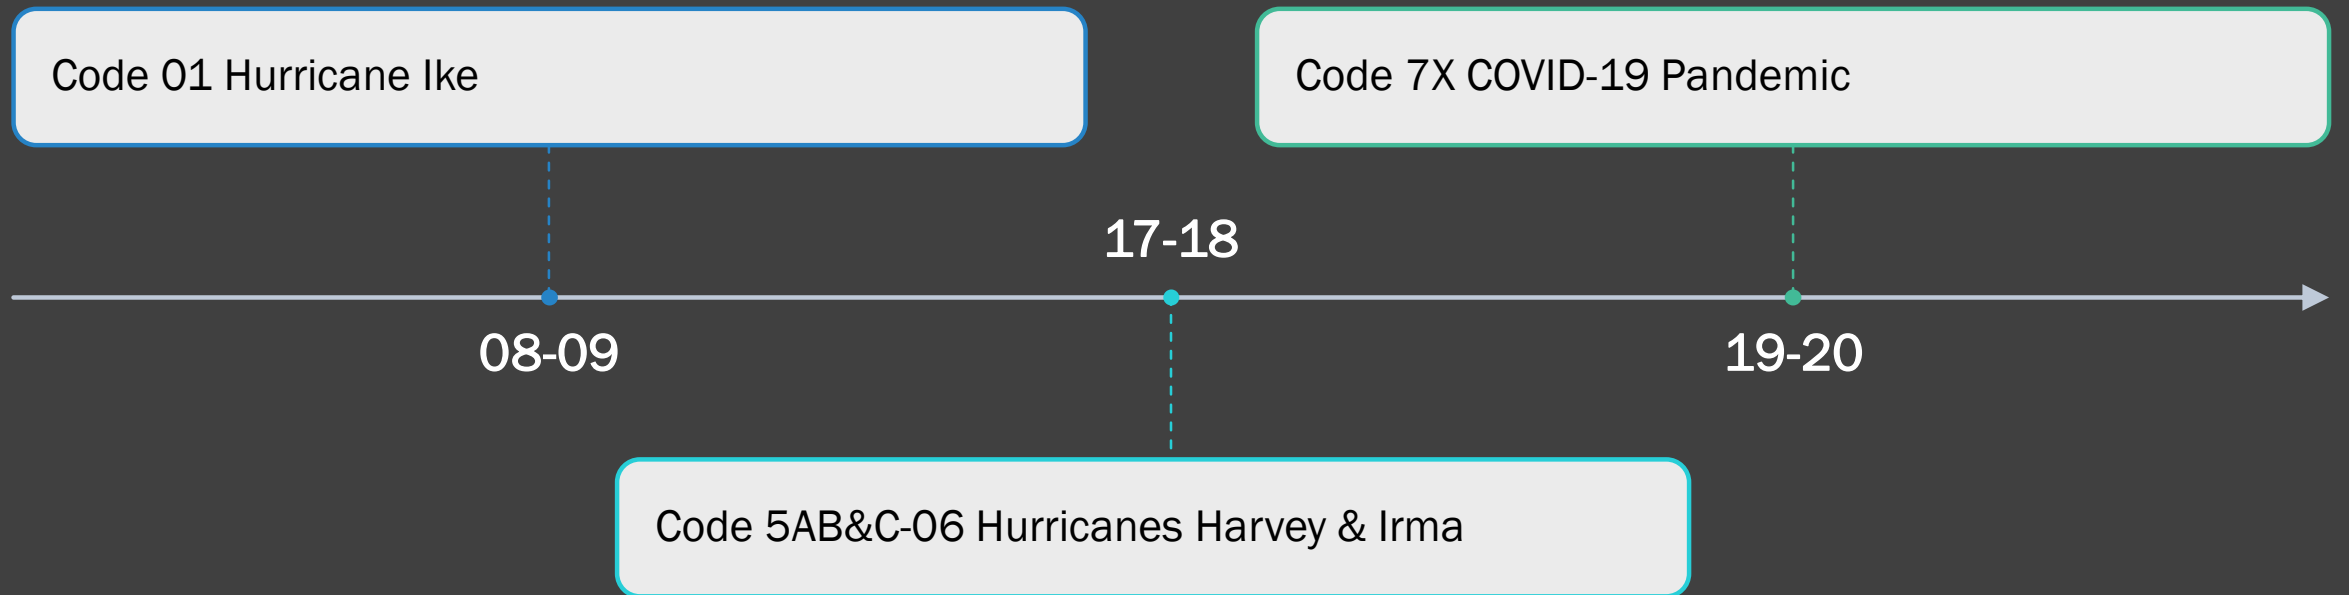 Code 01 Hurricane Ike
Code 7X COVID-19 Pandemic
17-18
08-09
19-20
Code 5AB&C-06 Hurricanes Harvey & Irma